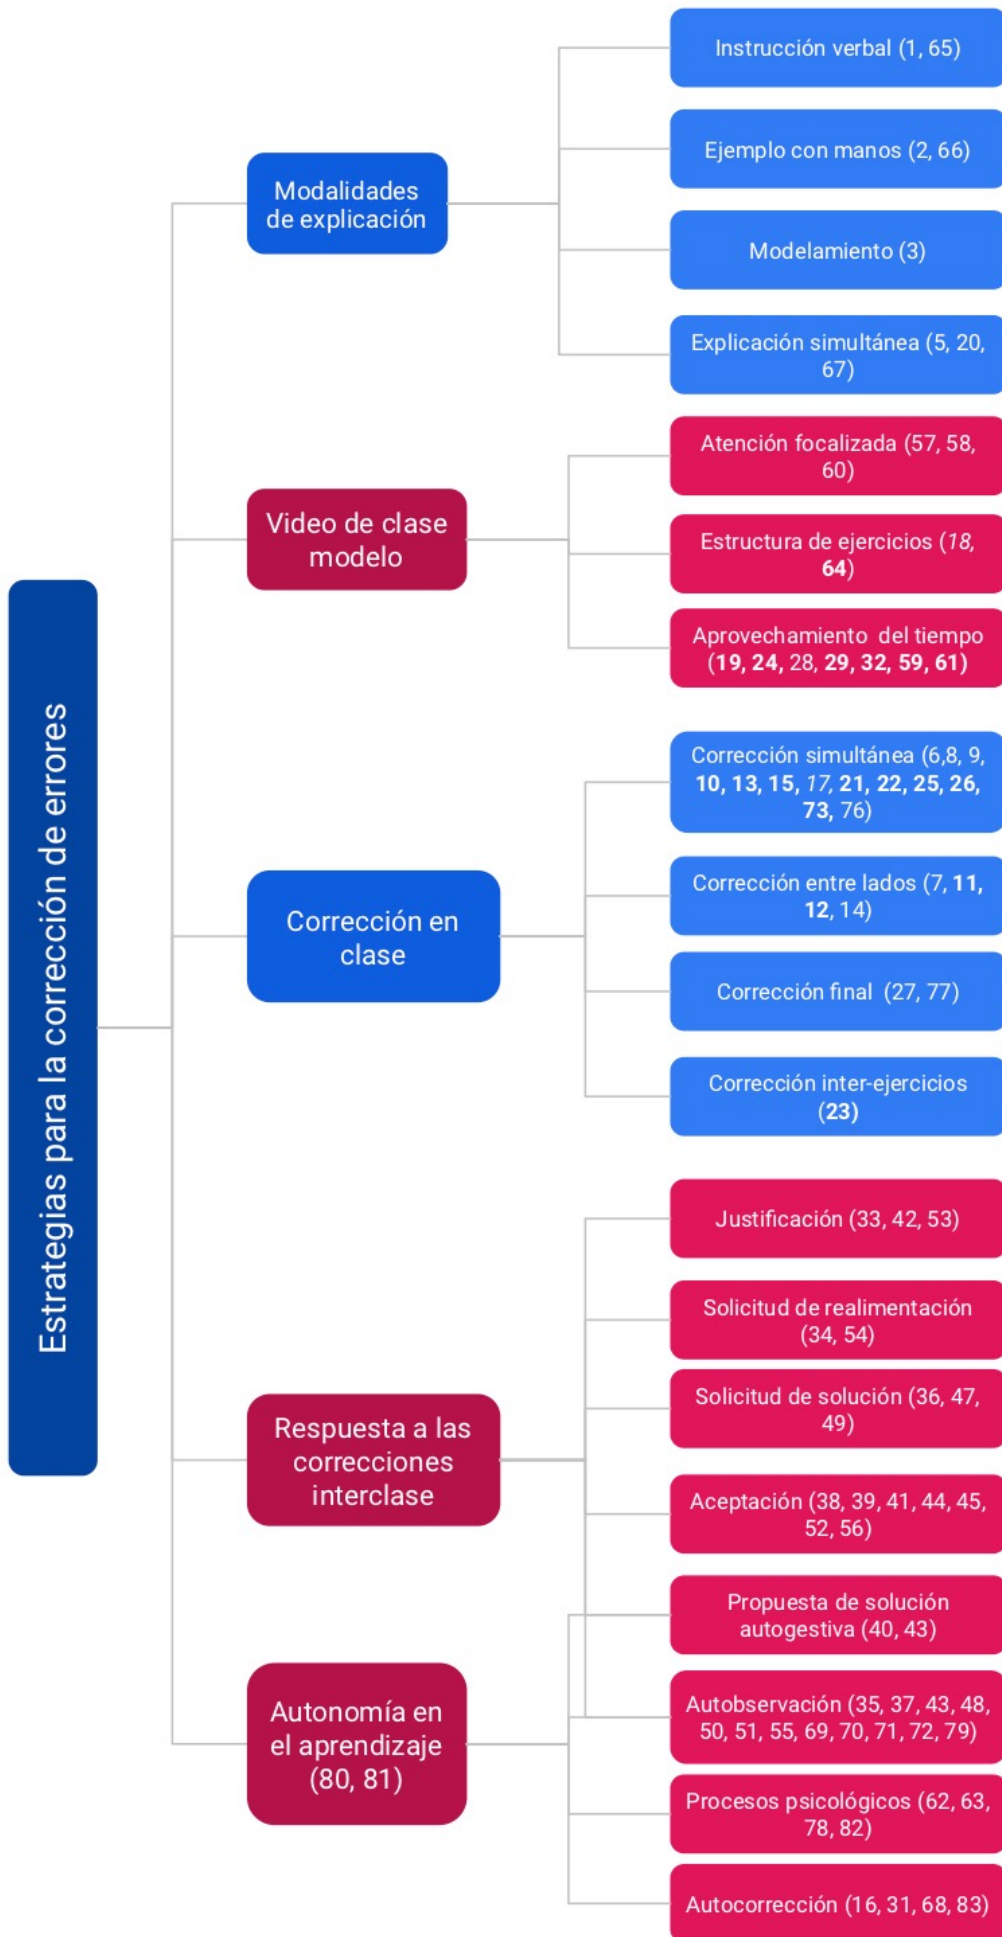 Estrategias para la corrección de errores
Modalidades
de explicación
Instrucción verbal (1, 65)
Ejemplo con manos (2, 66)
Modelamiento (3)
Explicación simultánea (5, 20,
67)
Video de clase
modelo
Atención focalizada (57, 58,
60)
Estructura de ejercicios (18,
64)
Aprovechamiento  del tiempo
(19, 24, 28, 29, 32, 59, 61)
Corrección en
clase
Corrección simultánea (6,8, 9,
10, 13, 15, 17, 21, 22, 25, 26,
73, 76)
Corrección entre lados (7, 11,
12, 14)
Corrección final  (27, 77)
Corrección inter-ejercicios
(23)
Respuesta a las
correcciones
interclase
Justificación (33, 42, 53)
Solicitud de realimentación
(34, 54)
Solicitud de solución (36, 47,
49)
Aceptación (38, 39, 41, 44, 45,
52, 56)
Autonomía en
el aprendizaje
(80, 81)
Propuesta de solución
autogestiva (40, 43)
Autobservación (35, 37, 43, 48,
50, 51, 55, 69, 70, 71, 72, 79)
Procesos psicológicos (62, 63,
78, 82)
Autocorrección (16, 31, 68, 83)